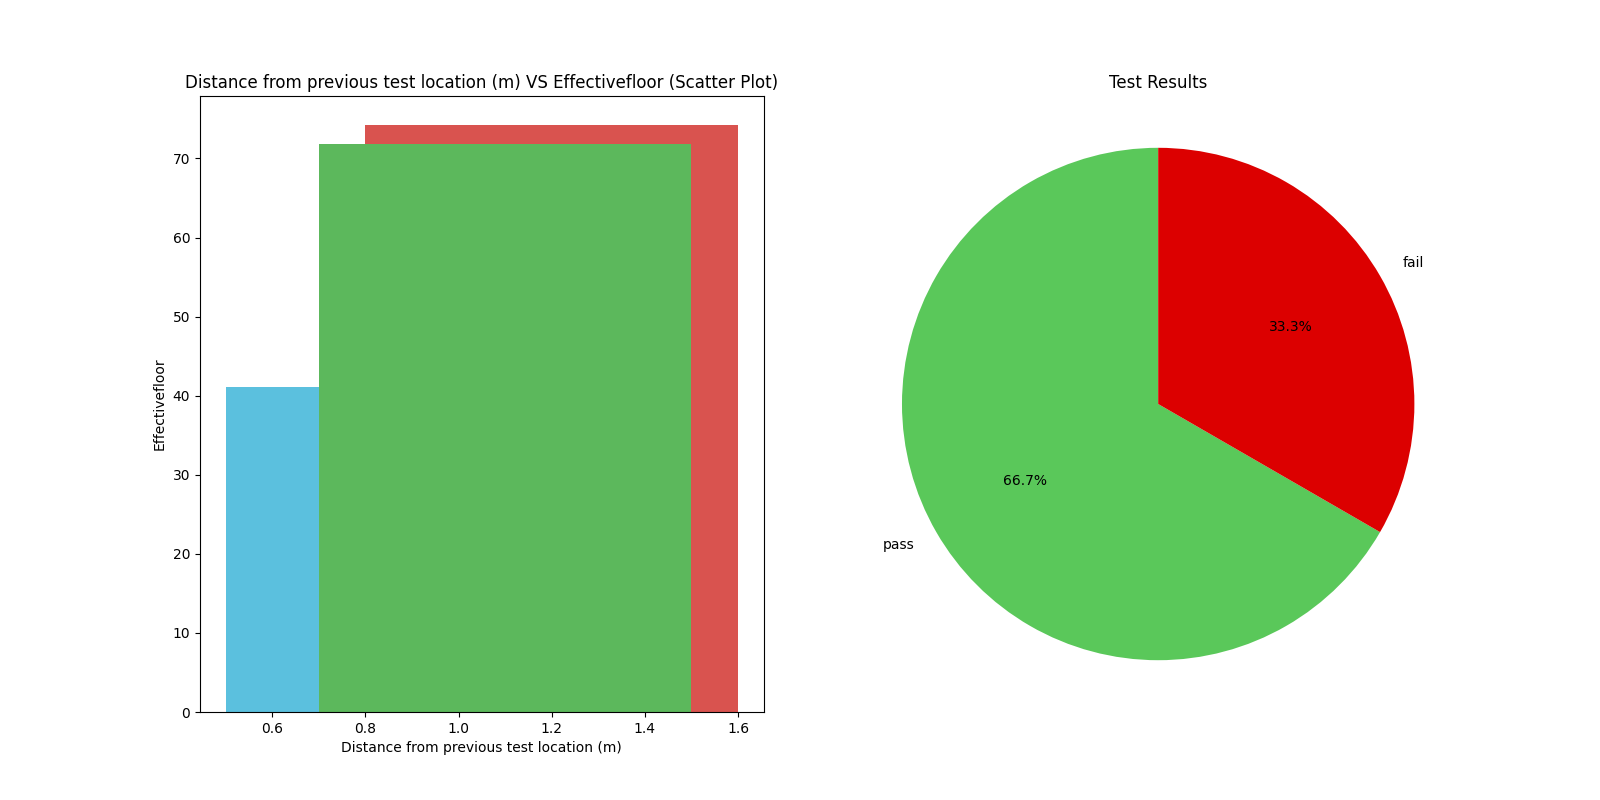 Distance from previous test location (m) VS Effectivefloor (Scatter Plot)
70
60
50
40
30
20
10
0
Effectivefloor
0.6 0.8 1.0 1.2 1.4 1.6
Distance from previous test location (m)
Test Results
fail
33.3%
66.7%
pass